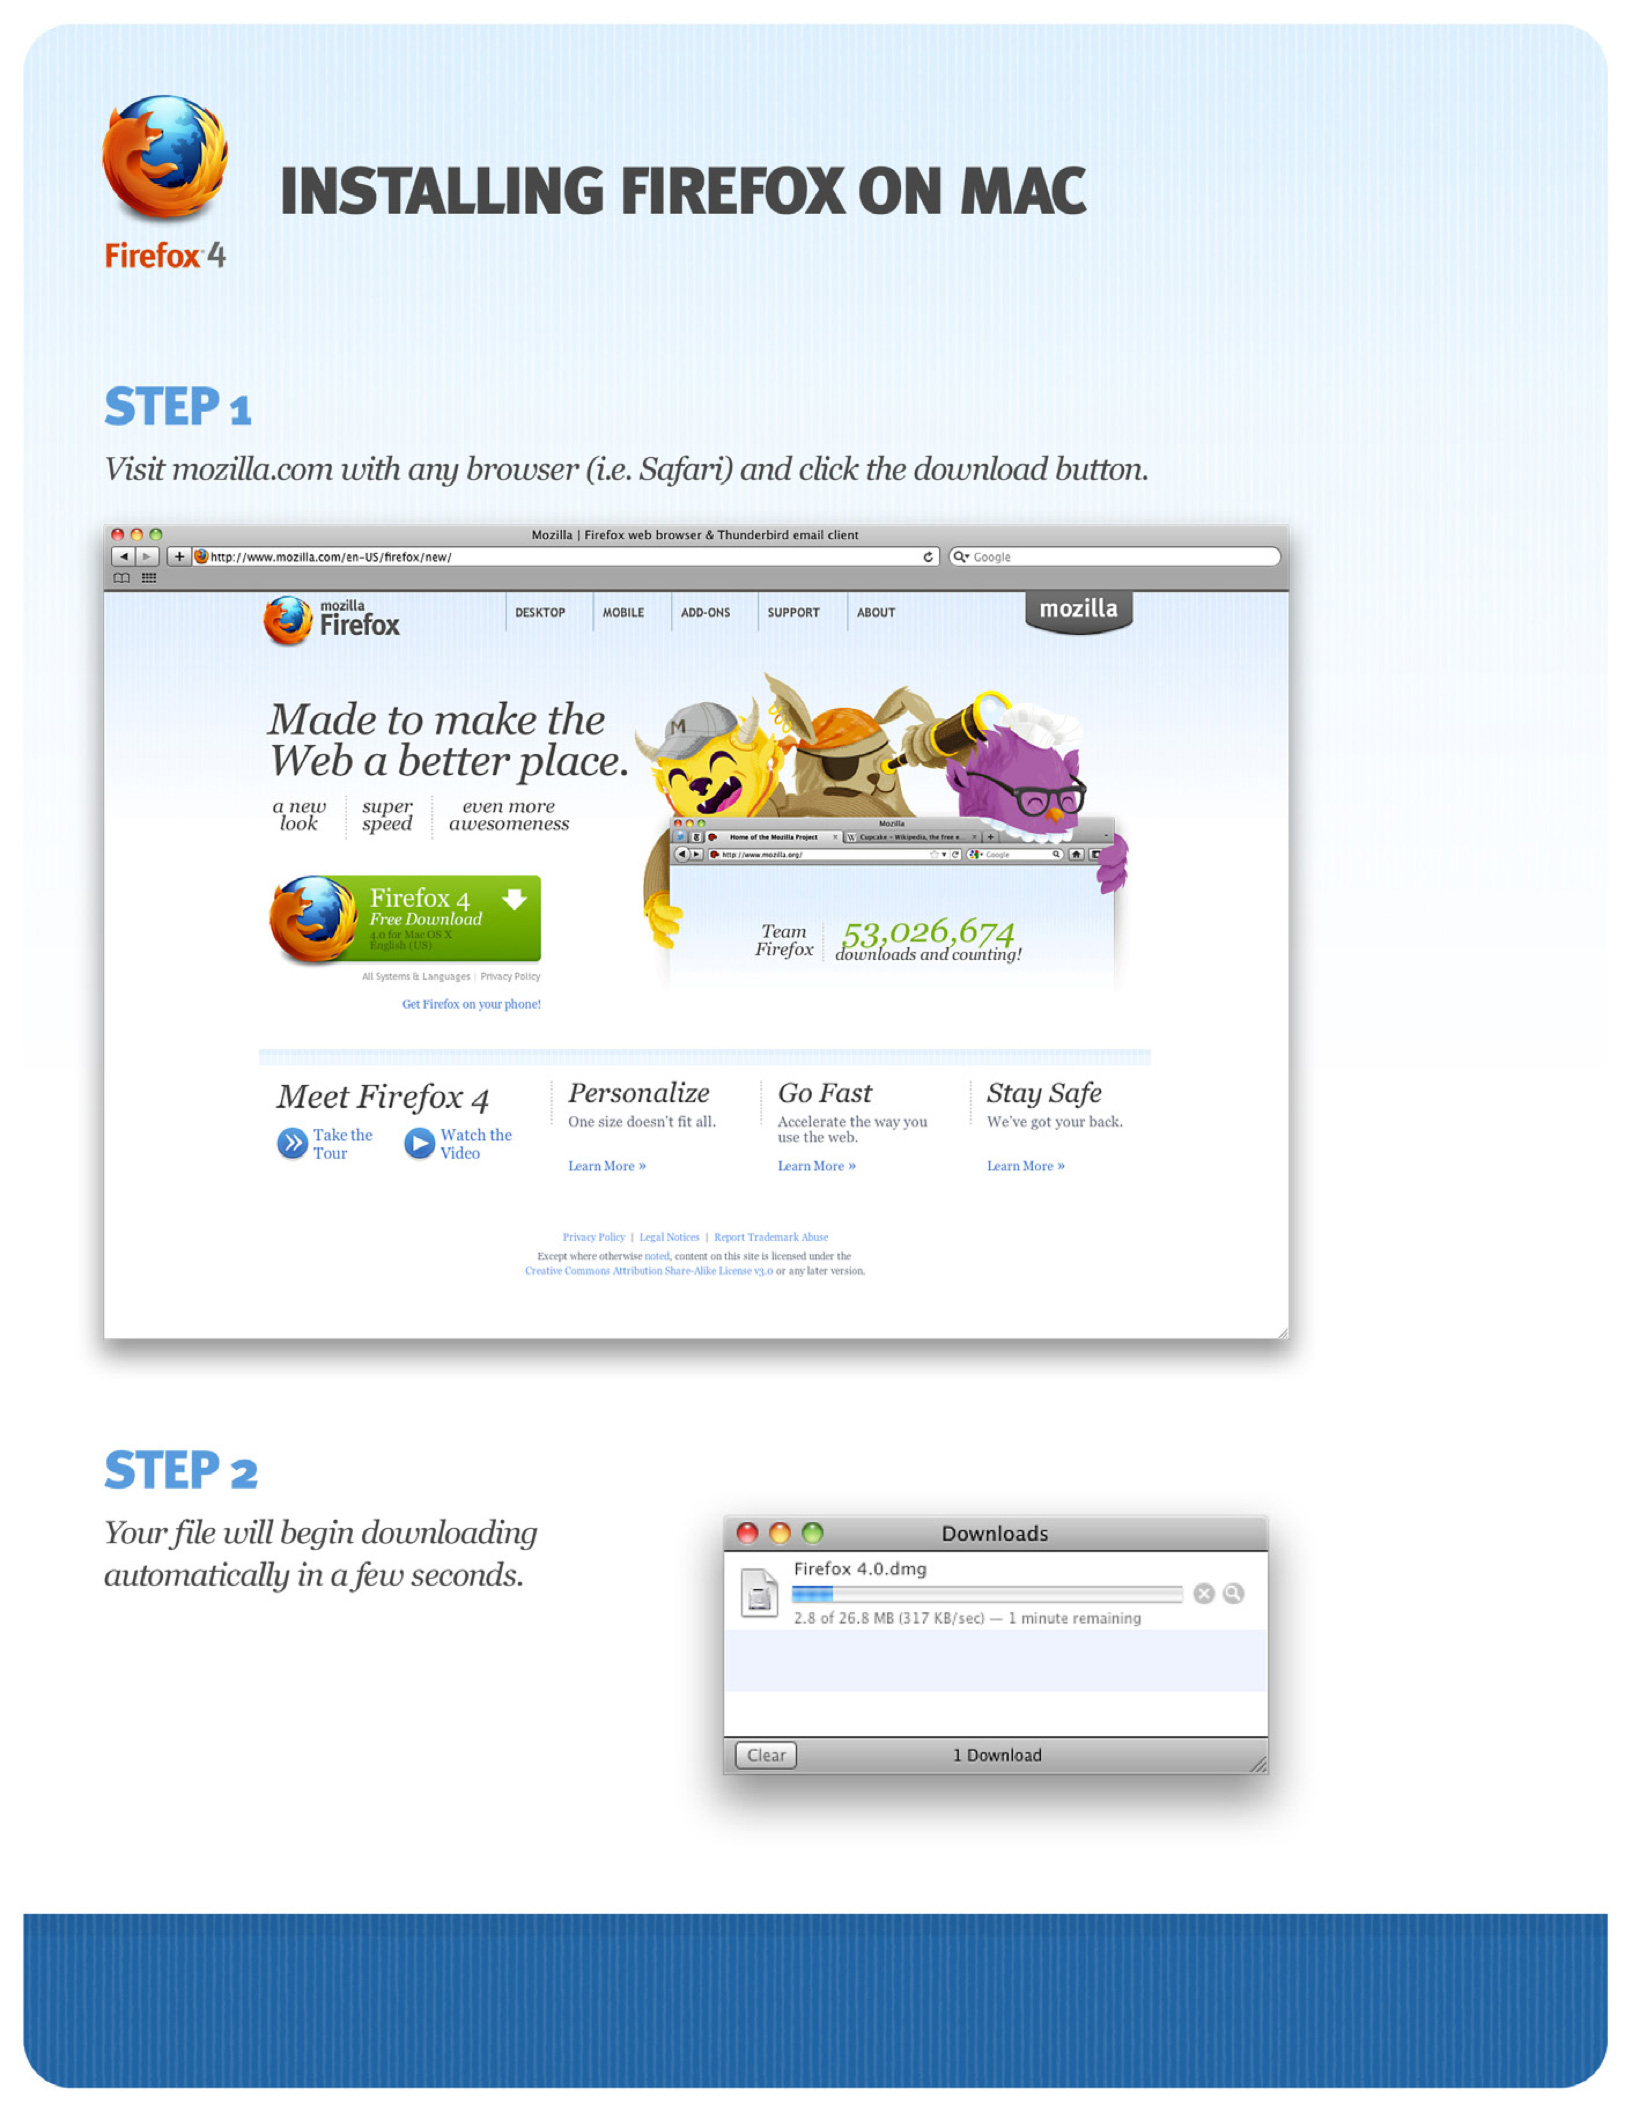 INSTALLING FIREFOX ON MAC
Firefox 4
STEP 1
Visit mozilla.com with any browser (i.e. Safari) and click the download button.
Mozilla | Firefox web browser & Thunderbird email client
http://www.mozilla.com/en-US/firefox/new/
Google
mozilla
Firefox
DESKTOP MOBILE ADD-ONS SUPPORT ABOUT
mozilla
Made to make the
Web a better place.
a new look
super speed
even more awesomeness
M
Mozilla
Home of the Mozilla Project
Cupcake - Wikipedia, the free e...
http://www.mozilla.org/
Google
Firefox 4
Free Download
4.0 for Mac OS X
English (US)
Team Firefox
53,026,674
downloads and counting!
All Systems & Languages | Privacy Policy
Get Firefox on your phone!
Meet Firefox 4
Take the Tour
Watch the Video
Personalize
One size doesn't fit all.
Learn More »
Go Fast
Accelerate the way you
use the web.
Learn More »
Stay Safe
We've got your back.
Learn More »
Privacy Policy | Legal Notices | Report Trademark Abuse
Except where otherwise noted, content on this site is licensed under the
Creative Commons Attribution Share-Alike License v3.0 or any later version.
STEP 2
Your file will begin downloading
automatically in a few seconds.
Downloads
Firefox 4.0.dmg
2.8 of 26.8 MB (317 KB/sec) — 1 minute remaining
Clear
1 Download